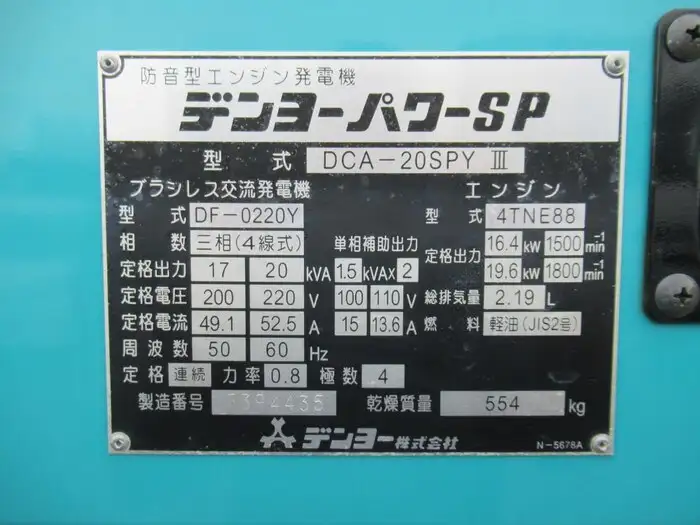 防音型エンジン発電機
デンヨーパワーSP
型 式 DCA-20SPY III
ブラシレス交流発電機 エンジン
型 式 DF-0220Y 型 式 4TNE88
相 数 三相(4線式) 単相補助出力 定格出力 16.4 kW 1500 min⁻¹
定格出力 17 20 kVA 1.5 kVAX 2 19.6 kW 1800 min⁻¹
定格電圧 200 220 V 100 110 V 総排気量 2.19 L
定格電流 49.1 52.5 A 15 13.6 A 燃 料 軽油(JIS2号)
周波数 50 60 Hz
定格 連続 力率 0.8 極数 4
製造番号 乾燥質量 554 kg
デンヨー株式会社
N-5678A